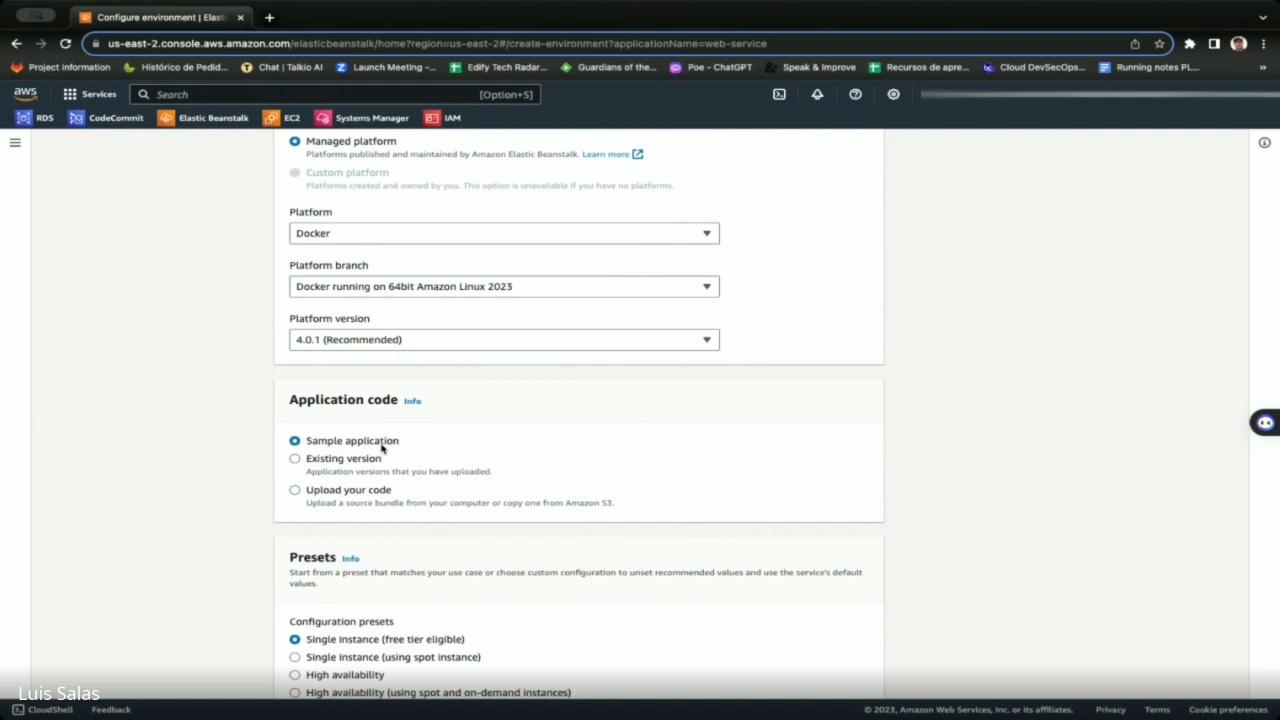 Configure environment | Elast
us-east-2.console.aws.amazon.com/elasticbeanstalk/home?region=us-east-2#/create-environment?applicationName=web-service
Project information
Histórico de Pedid...
Chat | Talkio AI
Launch Meeting -...
Edify Tech Radar...
Guardians of the...
Poe - ChatGPT
Speak & Improve
Recursos de apre...
Cloud DevSecOps...
Running notes PL...
»
aws
Services
Search
[Option+S]
RDS
CodeCommit
Elastic Beanstalk
EC2
Systems Manager
IAM
Managed platform
Platforms published and maintained by Amazon Elastic Beanstalk. Learn more
Custom platform
Platforms created and owned by you. This option is unavailable if you have no platforms.
Platform
Docker
Platform branch
Docker running on 64bit Amazon Linux 2023
Platform version
4.0.1 (Recommended)
Application code Info
Sample application
Existing version
Application versions that you have uploaded.
Upload your code
Upload a source bundle from your computer or copy one from Amazon S3.
Presets Info
Start from a preset that matches your use case or choose custom configuration to unset recommended values and use the service's default
values.
Configuration presets
Single instance (free tier eligible)
Single instance (using spot instance)
High availability
High availability (using spot and on-demand instances)
Luis Salas
CloudShell
Feedback
© 2023, Amazon Web Services, Inc. or its affiliates.
Privacy
Terms
Cookie preferences